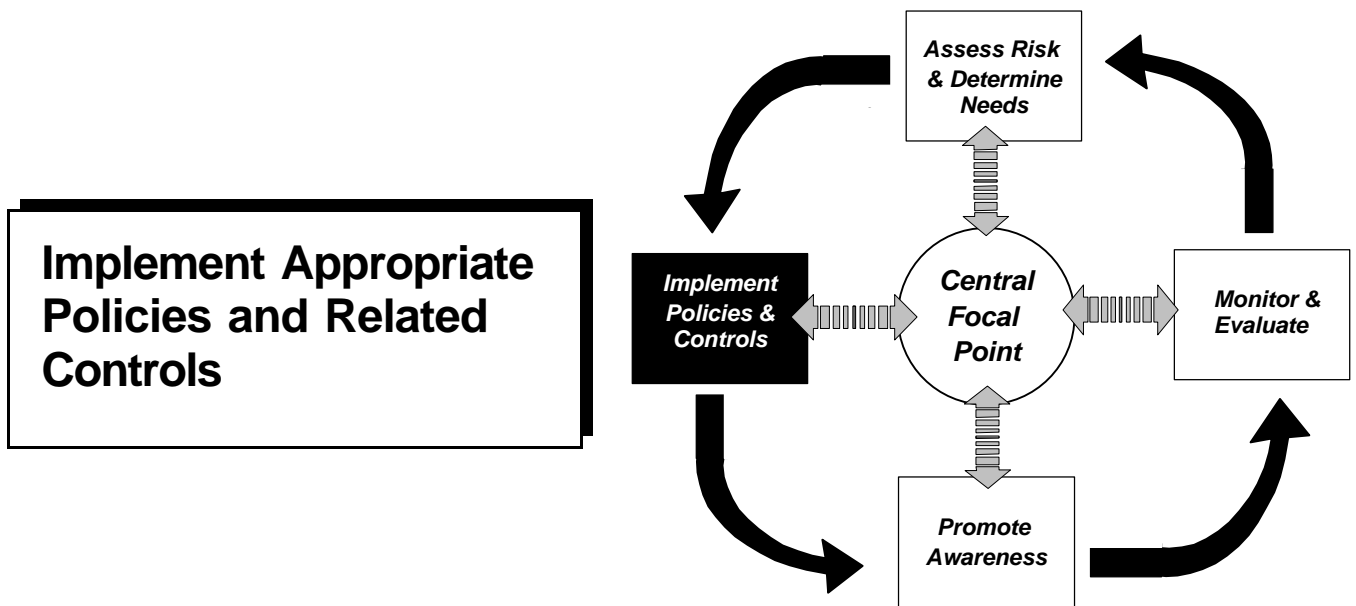 Implement Appropriate
Policies and Related
Controls
Assess Risk
& Determine
Needs
Implement
Policies &
Controls
Central
Focal
Point
Monitor &
Evaluate
Promote
Awareness